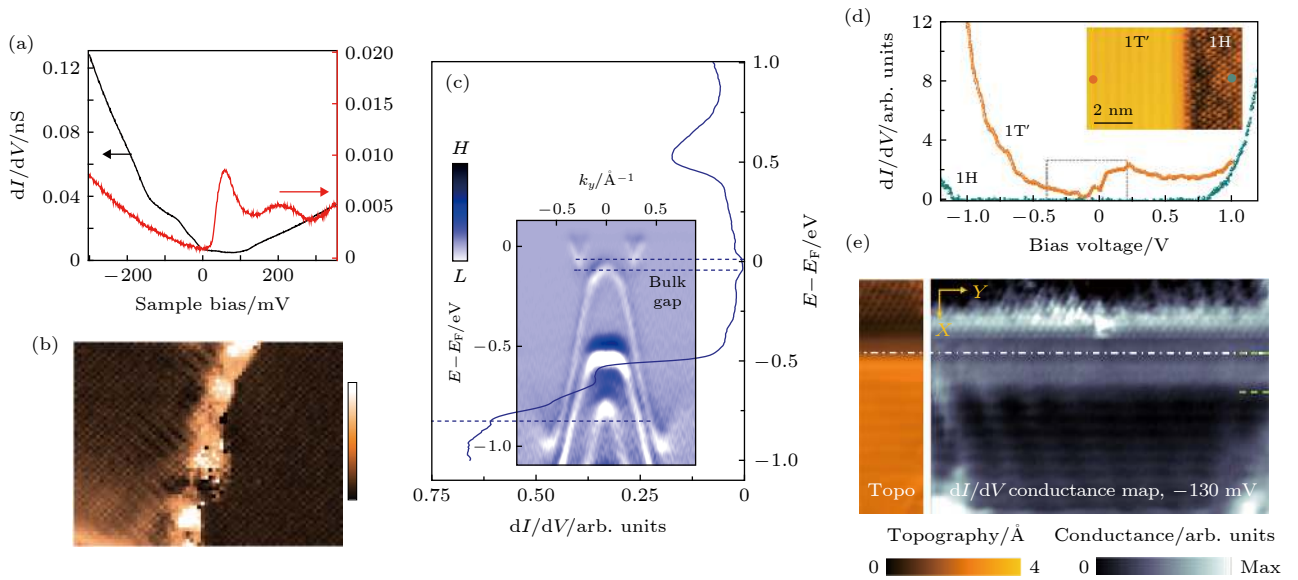 (a)
dI/dV/nS
0.12
0.08
0.04
0
0.020
0.015
0.010
0.005
0
−200
0
200
Sample bias/mV
(b)
(c)
H
L
k_y/Å⁻¹
−0.5
0
0.5
0
−0.5
−1.0
E−E_F/eV
Bulk
gap
1.0
0.5
0
−0.5
−1.0
E−E_F/eV
0.75
0.50
0.25
0
dI/dV/arb. units
(d)
dI/dV/arb. units
12
8
4
0
1T′
1H
2 nm
1T′
1H
−1.0
−0.5
0
0.5
1.0
Bias voltage/V
(e)
Y
X
Topo
dI/dV conductance map, −130 mV
Topography/Å
0
4
Conductance/arb. units
0
Max